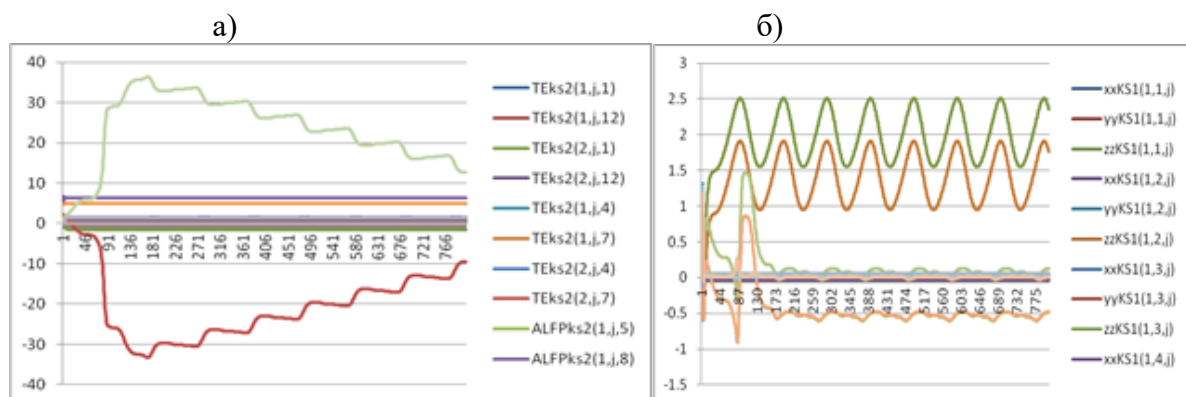 а)
б)
40
30
20
10
0
-10
-20
-30
-40
1
46
91
136
181
226
271
316
361
406
451
496
541
586
631
676
721
766
TEks2(1,j,1)
TEks2(1,j,12)
TEks2(2,j,1)
TEks2(2,j,12)
TEks2(1,j,4)
TEks2(1,j,7)
TEks2(2,j,4)
TEks2(2,j,7)
ALFPks2(1,j,5)
ALFPks2(1,j,8)
3
2.5
2
1.5
1
0.5
0
-0.5
-1
-1.5
1
44
87
130
173
216
259
302
345
388
431
474
517
560
603
646
689
732
775
xxKS1(1,1,j)
yyKS1(1,1,j)
zzKS1(1,1,j)
xxKS1(1,2,j)
yyKS1(1,2,j)
zzKS1(1,2,j)
xxKS1(1,3,j)
yyKS1(1,3,j)
zzKS1(1,3,j)
xxKS1(1,4,j)